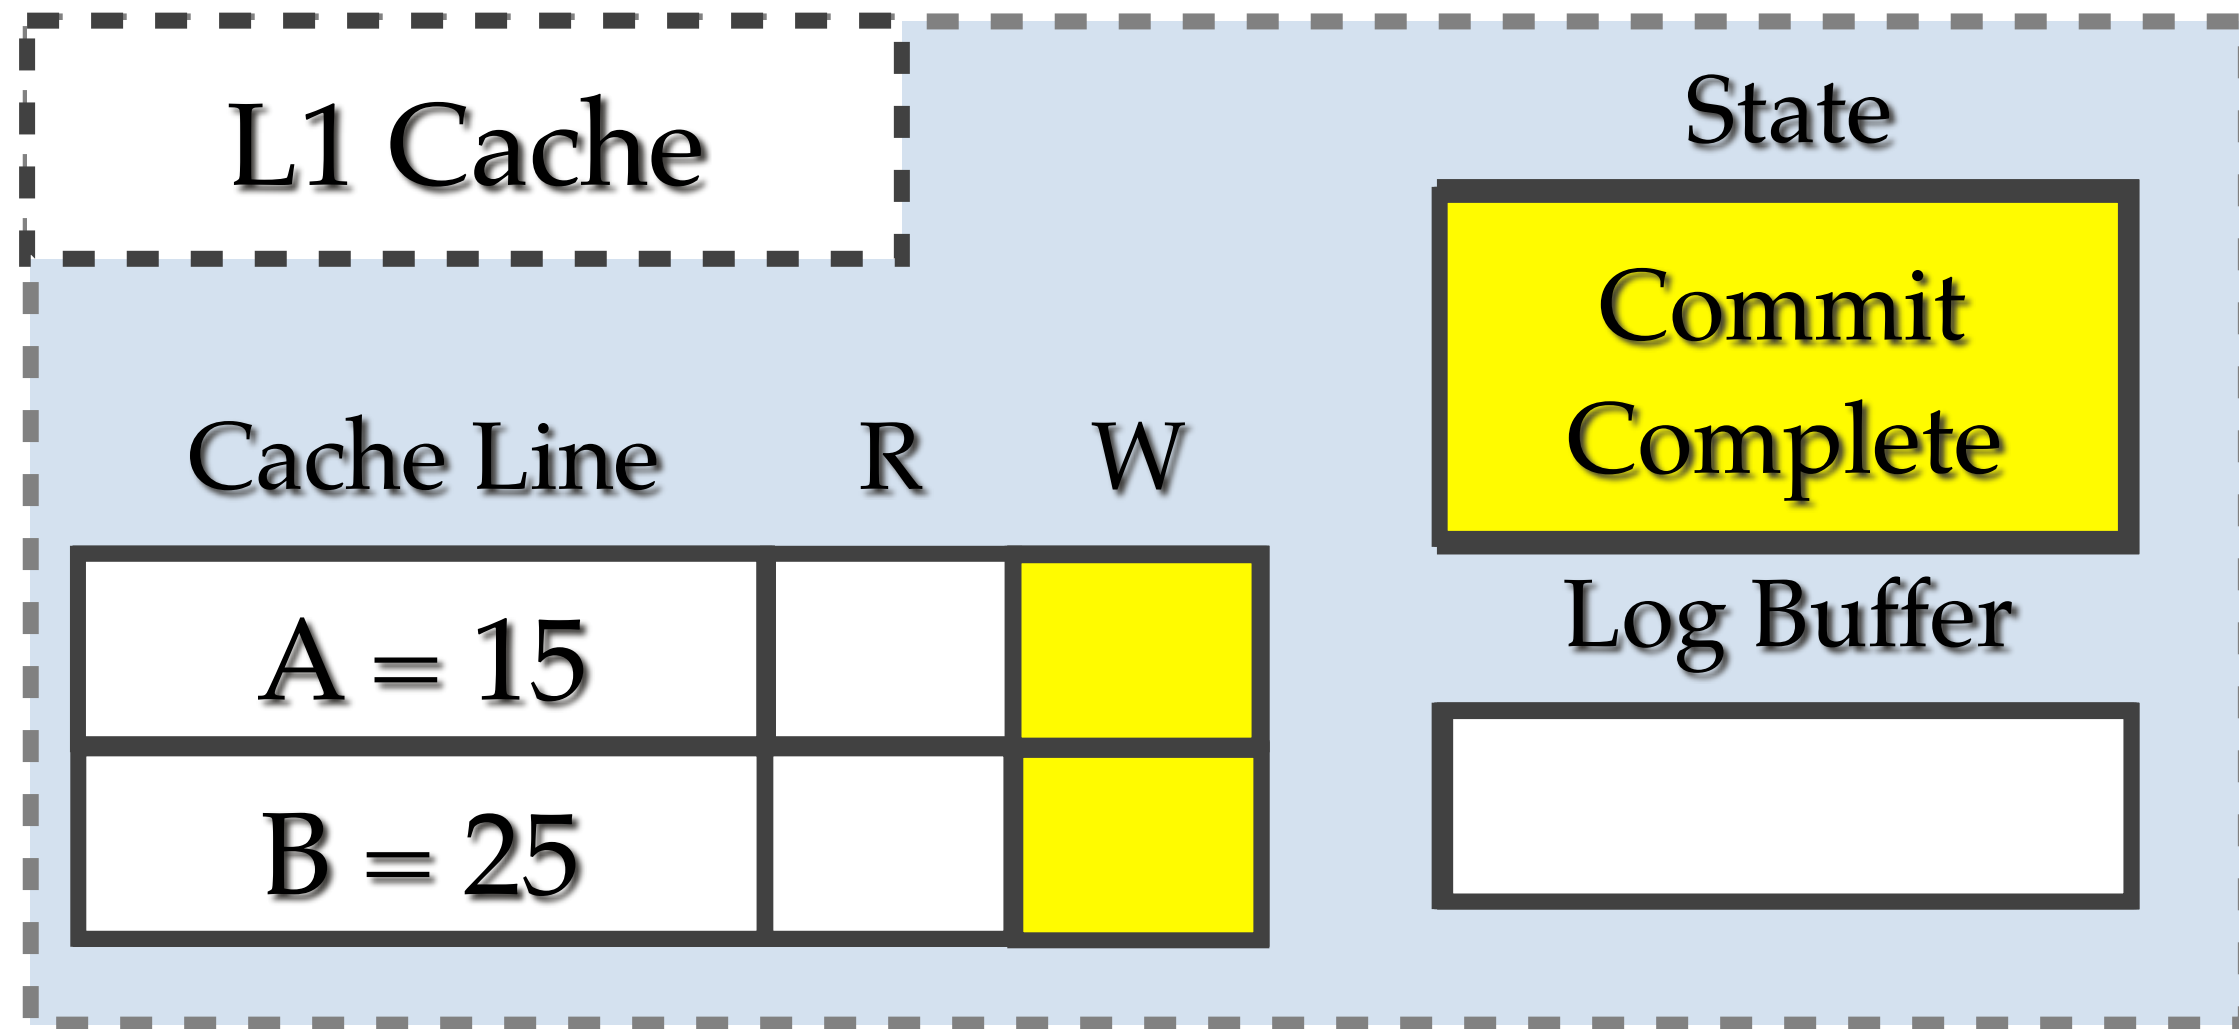 L1 Cache
State
Commit
Complete
Cache Line R W
Log Buffer
A = 15
B = 25